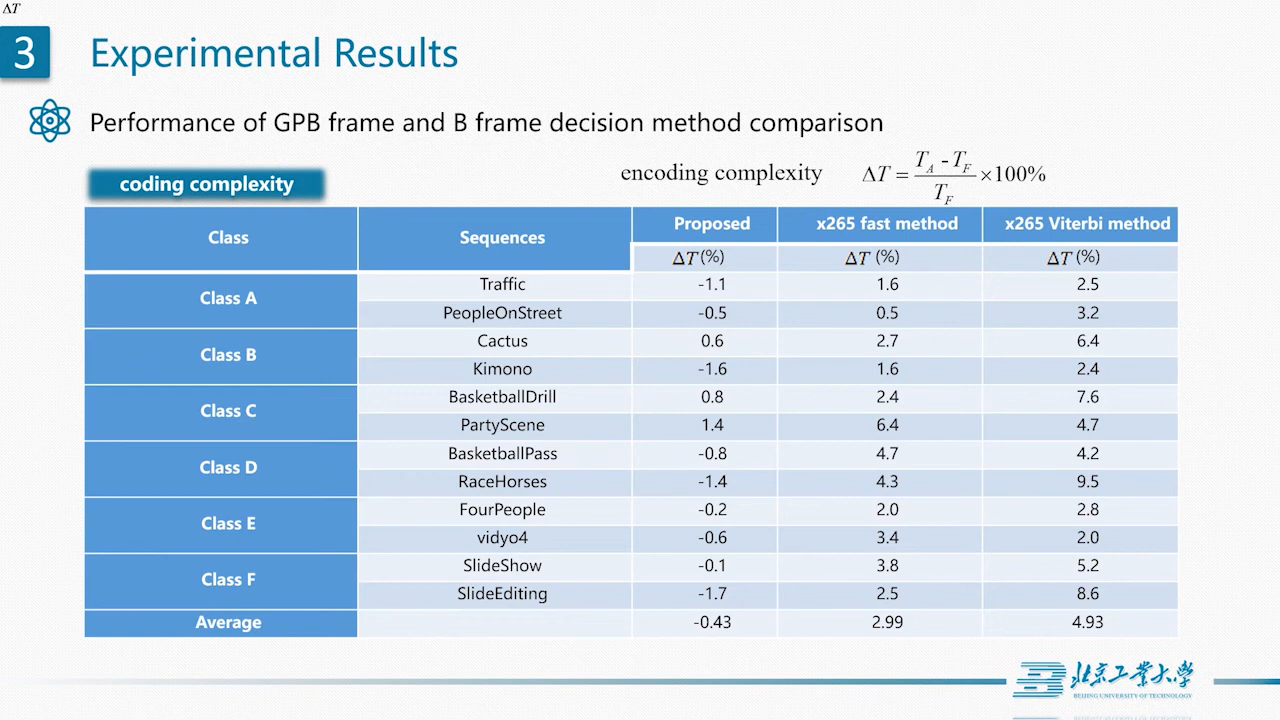 ΔT
3
Experimental Results
Performance of GPB frame and B frame decision method comparison
coding complexity
encoding complexity ΔT = (T_A - T_F) / T_F ×100%
Class Sequences Proposed x265 fast method x265 Viterbi method
ΔT (%) ΔT (%) ΔT (%)
Class A
Traffic -1.1 1.6 2.5
PeopleOnStreet -0.5 0.5 3.2
Class B
Cactus 0.6 2.7 6.4
Kimono -1.6 1.6 2.4
Class C
BasketballDrill 0.8 2.4 7.6
PartyScene 1.4 6.4 4.7
Class D
BasketballPass -0.8 4.7 4.2
RaceHorses -1.4 4.3 9.5
Class E
FourPeople -0.2 2.0 2.8
vidyo4 -0.6 3.4 2.0
Class F
SlideShow -0.1 3.8 5.2
SlideEditing -1.7 2.5 8.6
Average -0.43 2.99 4.93
北京工业大学
BEIJING UNIVERSITY OF TECHNOLOGY